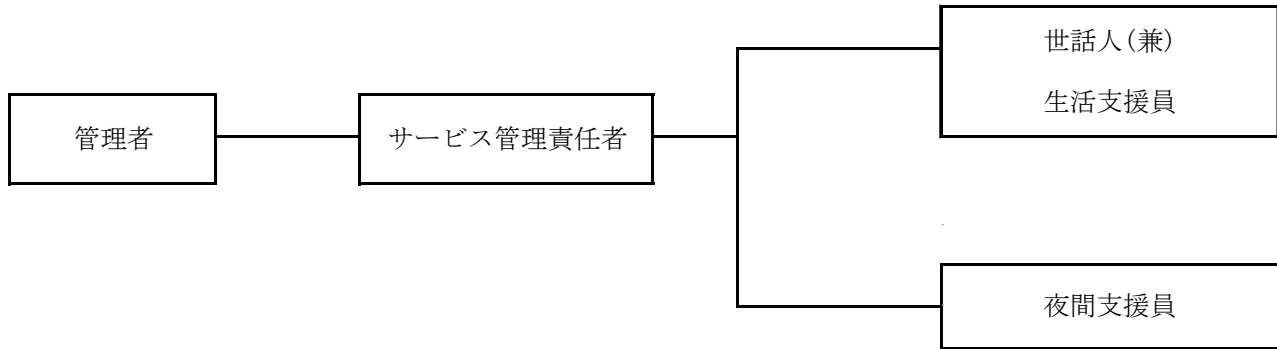 管理者
サービス管理責任者
世話人(兼)
生活支援員
夜間支援員